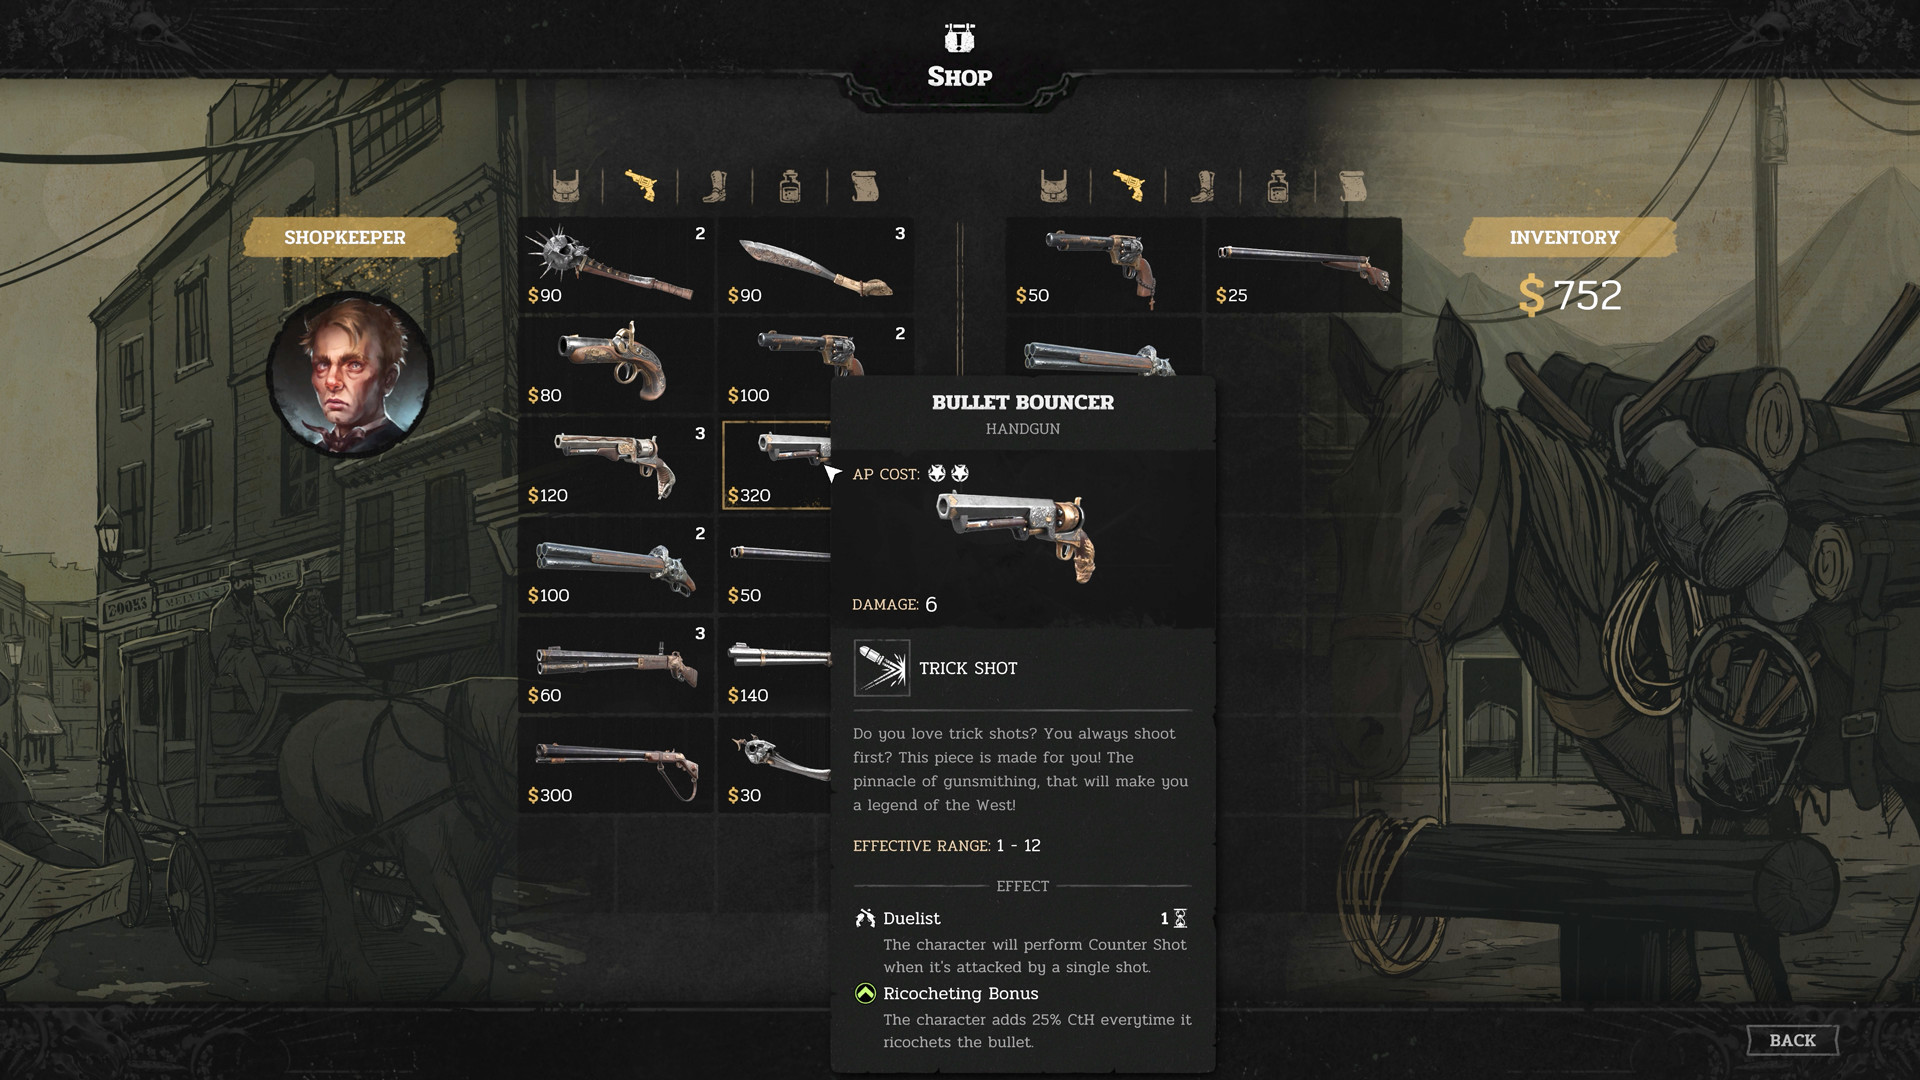 SHOP
SHOPKEEPER
INVENTORY
$752
2
$90
3
$90
$50
$25
$80
2
$100
3
$120
$320
2
$100
$50
3
$60
$140
$300
$30
BULLET BOUNCER
HANDGUN
AP COST:
DAMAGE: 6
TRICK SHOT
Do you love trick shots? You always shoot
first? This piece is made for you! The
pinnacle of gunsmithing, that will make you
a legend of the West!
EFFECTIVE RANGE: 1 - 12
EFFECT
Duelist 1
The character will perform Counter Shot
when it's attacked by a single shot.
Ricocheting Bonus
The character adds 25% CtH everytime it
ricochets the bullet.
BACK